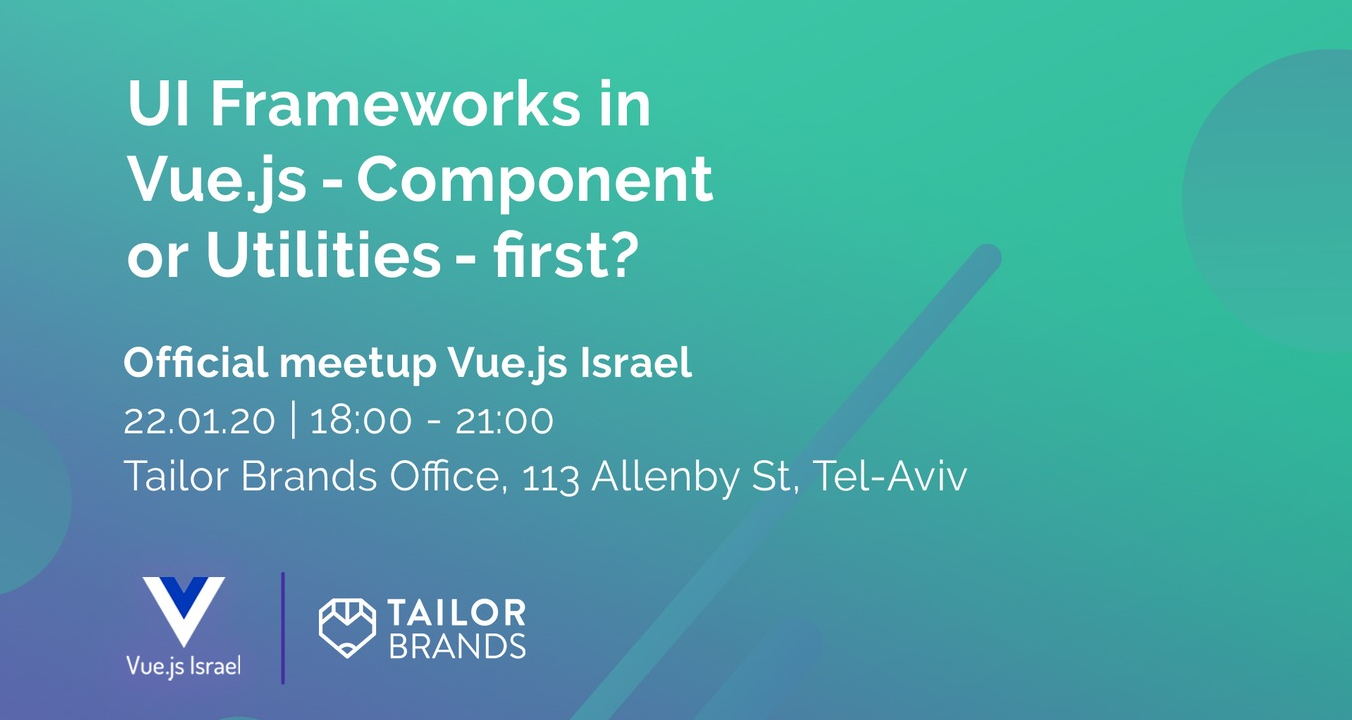 UI Frameworks in
Vue.js - Component
or Utilities - first?
Official meetup Vue.js Israel
22.01.20 | 18:00 - 21:00
Tailor Brands Office, 113 Allenby St, Tel-Aviv
Vue.js Israel
TAILOR
BRANDS